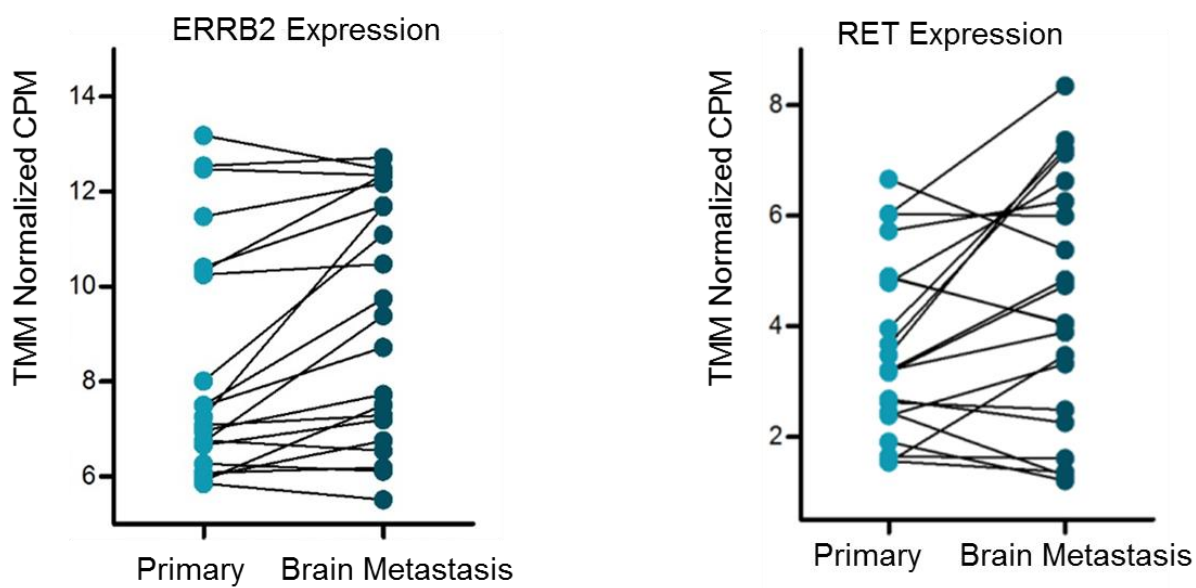 ERRB2 Expression
TMM Normalized CPM
14
12
10
8
6
Primary
Brain Metastasis
RET Expression
TMM Normalized CPM
8
6
4
2
Primary
Brain Metastasis